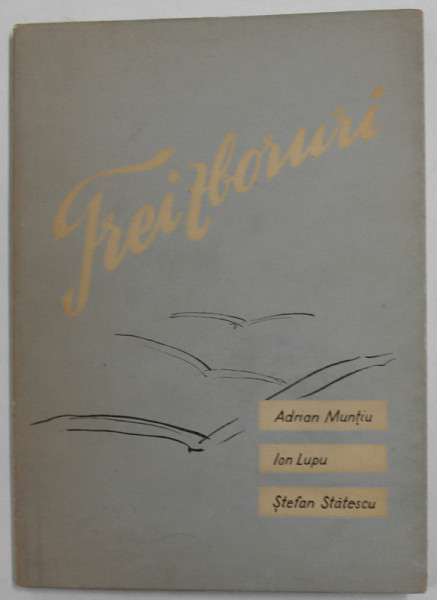 Trei zboruri
Adrian Munțiu
Ion Lupu
Ștefan Stătescu